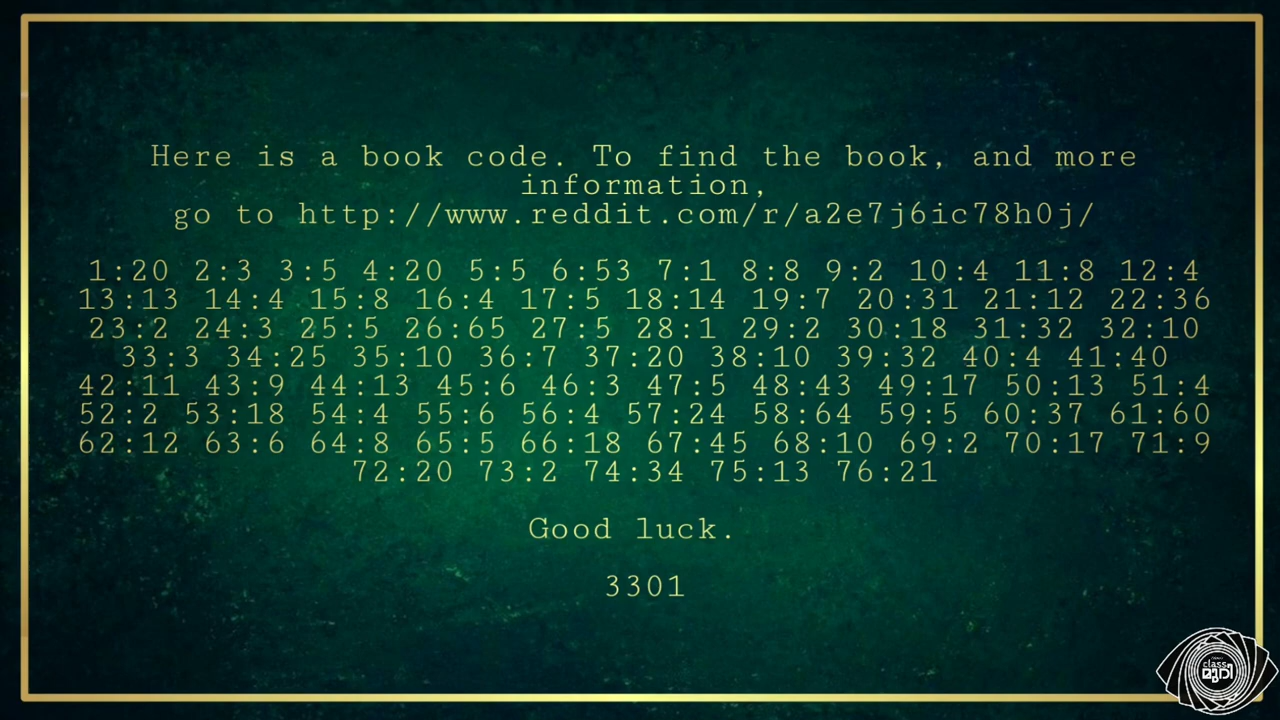 Here is a book code. To find the book, and more
information,
go to http://www.reddit.com/r/a2e7j6ic78h0j/
1:20 2:3 3:5 4:20 5:5 6:53 7:1 8:8 9:2 10:4 11:8 12:4
13:13 14:4 15:8 16:4 17:5 18:14 19:7 20:31 21:12 22:36
23:2 24:3 25:5 26:65 27:5 28:1 29:2 30:18 31:32 32:10
33:3 34:25 35:10 36:7 37:20 38:10 39:32 40:4 41:40
42:11 43:9 44:13 45:6 46:3 47:5 48:43 49:17 50:13 51:4
52:2 53:18 54:4 55:6 56:4 57:24 58:64 59:5 60:37 61:60
62:12 63:6 64:8 65:5 66:18 67:45 68:10 69:2 70:17 71:9
72:20 73:2 74:34 75:13 76:21
Good luck.
3301
class
മുറി